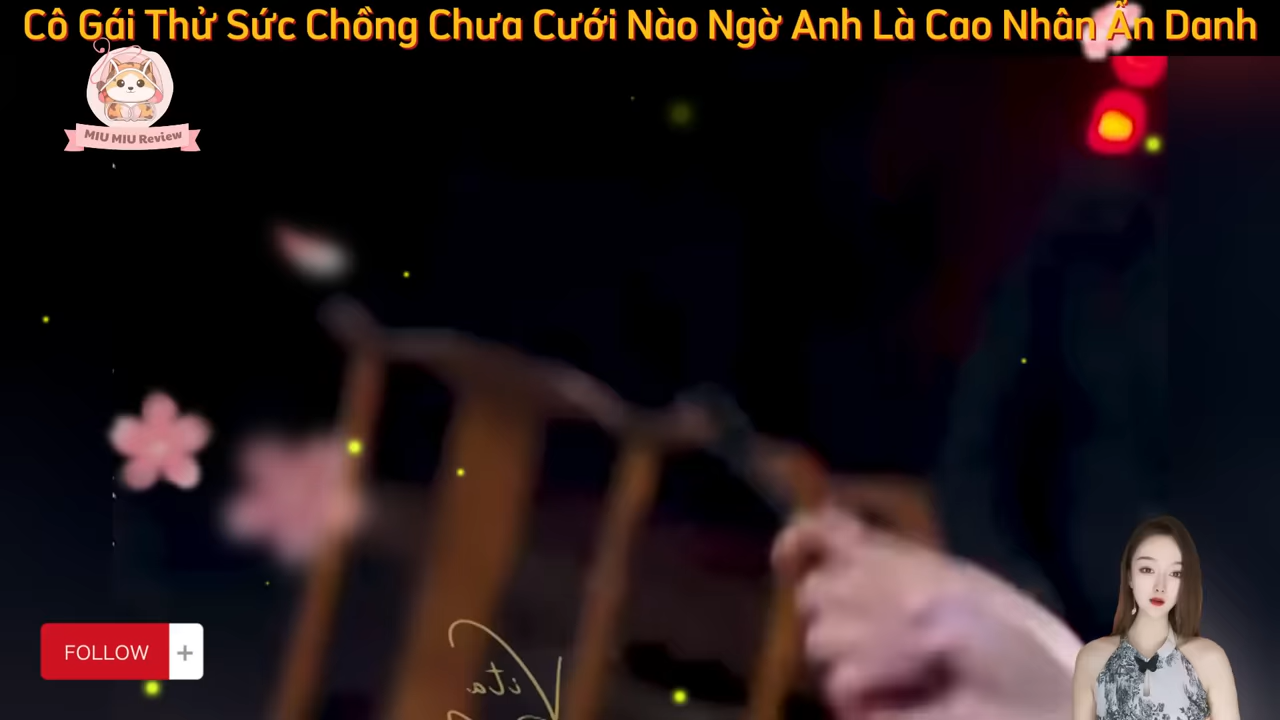 Cô Gái Thử Sức Chồng Chưa Cưới Nào Ngờ Anh Là Cao Nhân Ẩn Danh
MIU MIU Review
FOLLOW +
Vita